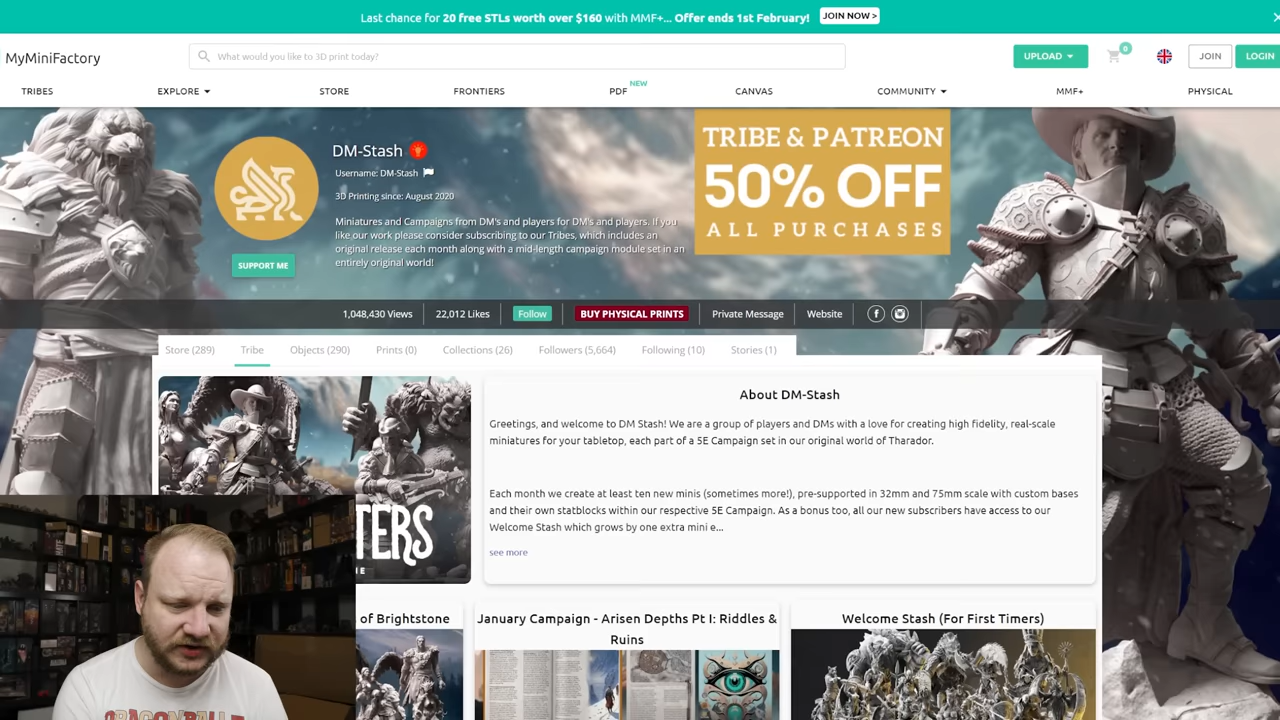 Last chance for 20 free STLs worth over $160 with MMF+... Offer ends 1st February!
JOIN NOW >
MyMiniFactory
What would you like to 3D print today?
UPLOAD
0
JOIN
LOGIN
TRIBES
EXPLORE
STORE
FRONTIERS
PDF NEW
CANVAS
COMMUNITY
MMF+
PHYSICAL
DM-Stash
Username: DM-Stash
3D Printing since: August 2020
Miniatures and Campaigns from DM's and players for DM's and players. If you
like our work please consider subscribing to our Tribes, which includes an
original release each month along with a mid-length campaign module set in an
entirely original world!
SUPPORT ME
TRIBE & PATREON
50% OFF
ALL PURCHASES
1,048,430 Views
22,012 Likes
Follow
BUY PHYSICAL PRINTS
Private Message
Website
Store (289)
Tribe
Objects (290)
Prints (0)
Collections (26)
Followers (5,664)
Following (10)
Stories (1)
TERS
About DM-Stash
Greetings, and welcome to DM Stash! We are a group of players and DMs with a love for creating high fidelity, real-scale
miniatures for your tabletop, each part of a 5E Campaign set in our original world of Tharador.
Each month we create at least ten new minis (sometimes more!), pre-supported in 32mm and 75mm scale with custom bases
and their own statblocks within our respective 5E Campaign. As a bonus too, all our new subscribers have access to our
Welcome Stash which grows by one extra mini e...
see more
of Brightstone
January Campaign - Arisen Depths Pt I: Riddles &
Ruins
Welcome Stash (For First Timers)